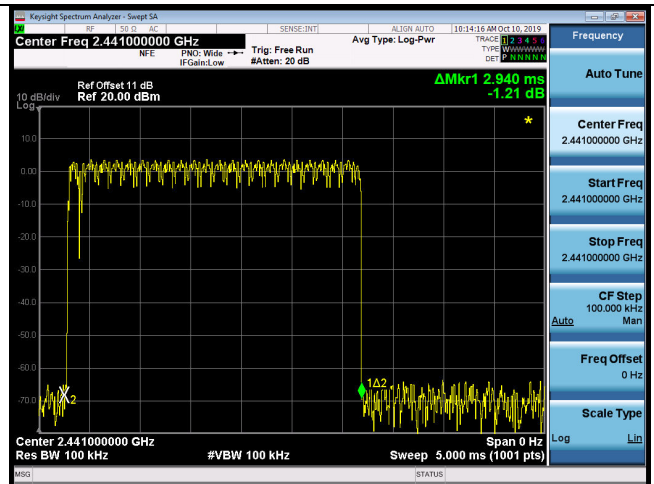 Keysight Spectrum Analyzer - Swept SA
RF 50 Ω AC SENSE:INT ALIGN AUTO 10:14:16 AM Oct 10, 2019
Center Freq 2.441000000 GHz
NFE
PNO: Wide
IFGain:Low
Trig: Free Run
#Atten: 20 dB
Avg Type: Log-Pwr
TRACE 1 2 3 4 5 6
TYPE WWWWWW
DET P NNNNN
Frequency
Auto Tune
Center Freq
2.441000000 GHz
Start Freq
2.441000000 GHz
Stop Freq
2.441000000 GHz
CF Step
100.000 kHz
Auto Man
Freq Offset
0 Hz
Scale Type
Log Lin
ΔMkr1 2.940 ms
-1.21 dB
Ref Offset 11 dB
10 dB/div Ref 20.00 dBm
Log
10.0
0.00
-10.0
-20.0
-30.0
-40.0
-50.0
-60.0
-70.0
2
1Δ2
*
Center 2.441000000 GHz Span 0 Hz
Res BW 100 kHz #VBW 100 kHz Sweep 5.000 ms (1001 pts)
MSG STATUS